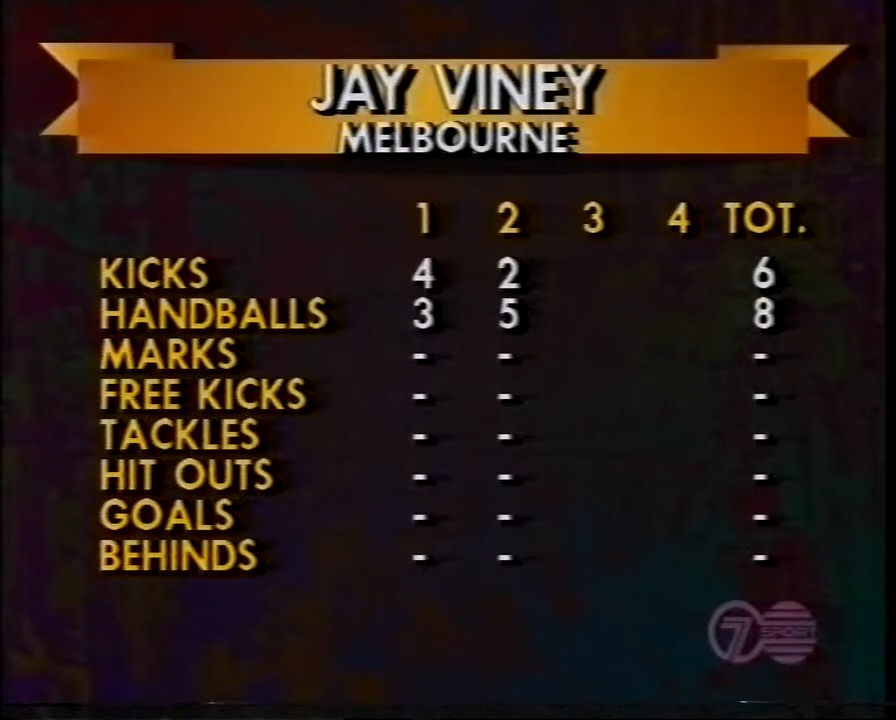 JAY VINEY
MELBOURNE
1 2 3 4 TOT.
KICKS 4 2 6
HANDBALLS 3 5 8
MARKS - - -
FREE KICKS - - -
TACKLES - - -
HIT OUTS - - -
GOALS - - -
BEHINDS - - -
7 SPORT